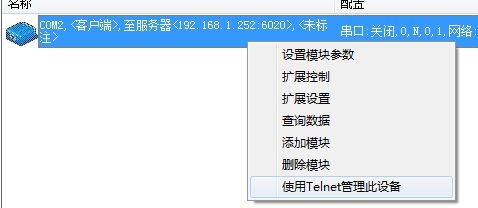 名称
配置
COM2,<客户端>,至服务器<192.168.1.252:6020>,<未标
注>
串口:关闭,0,N,0,1,网络:
设置模块参数
扩展控制
扩展设置
查询数据
添加模块
删除模块
使用Telnet管理此设备